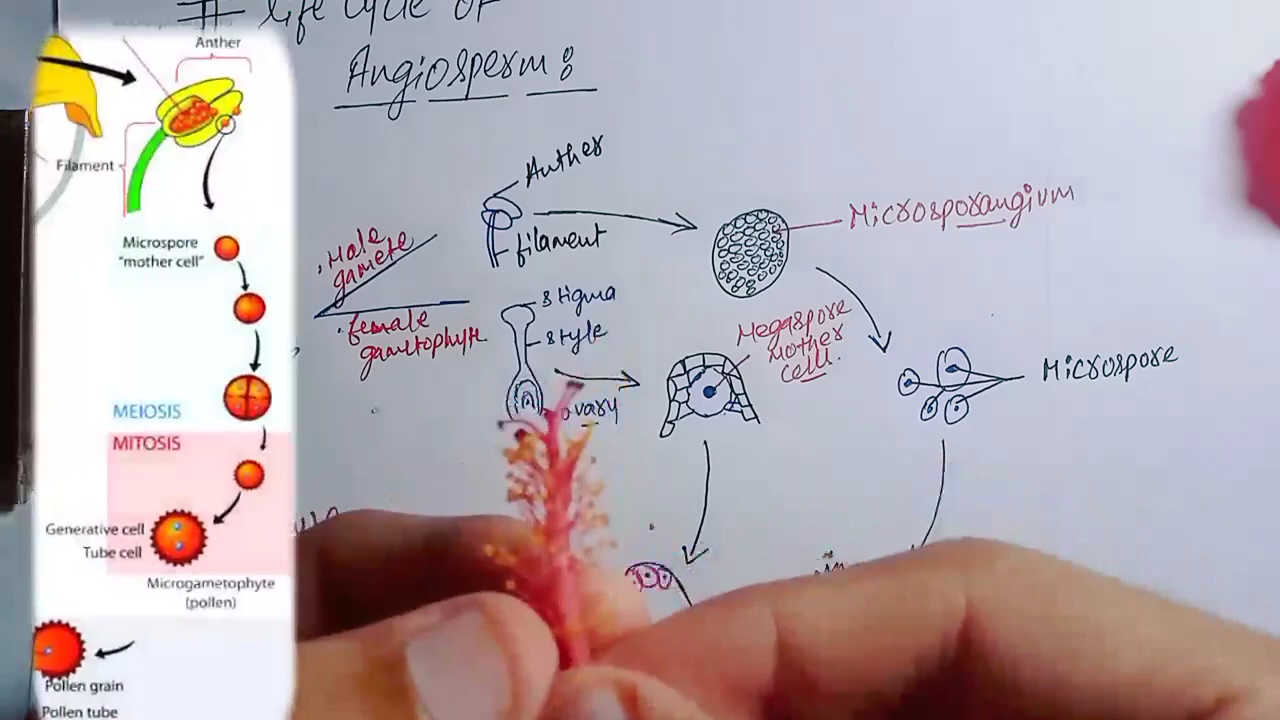 # life cycle of
Angiosperm:
Anther
filament
Microsporangium
. Male
gamete
. female
gametophyte
stigma
style
ovary
Megaspore
Mother
cell.
Microspore
Anther
Filament
Microspore
"mother cell"
MEIOSIS
MITOSIS
Generative cell
Tube cell
Microgametophyte
(pollen)
Pollen grain
Pollen tube